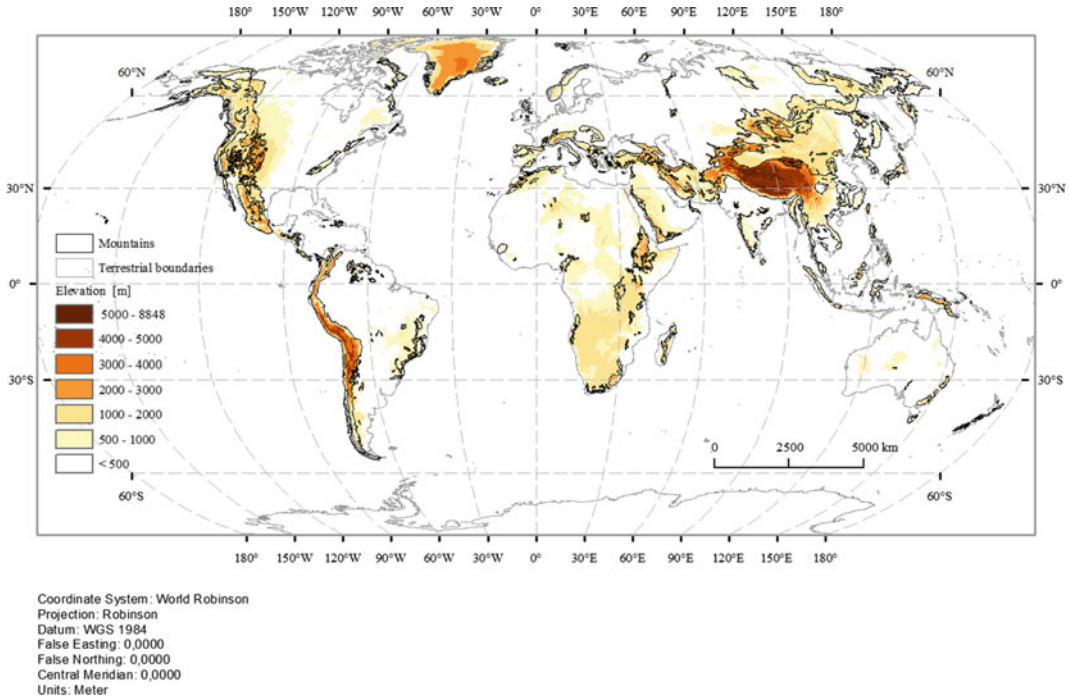 180° 150°W 120°W 90°W 60°W 30°W 0° 30°E 60°E 90°E 120°E 150°E 180°
60°N 60°N
30°N 30°N
Mountains
Terrestrial boundaries
Elevation [m]
0° 0°
5000 - 8848
4000 - 5000
3000 - 4000
2000 - 3000
30°S 30°S
1000 - 2000
500 - 1000
0 2500 5000 km
< 500
60°S 60°S
180° 150°W 120°W 90°W 60°W 30°W 0° 30°E 60°E 90°E 120°E 150°E 180°
Coordinate System: World Robinson
Projection: Robinson
Datum: WGS 1984
False Easting: 0,0000
False Northing: 0,0000
Central Meridian: 0,0000
Units: Meter